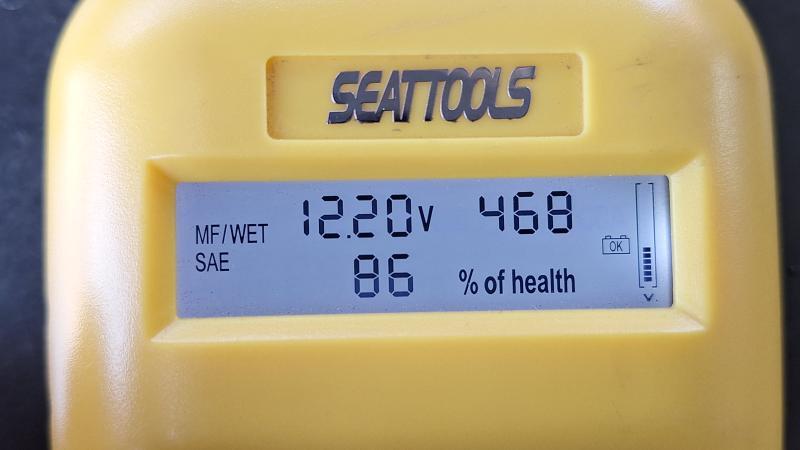 SEATTOOLS
MF/WET 12.20V 468
SAE 86 % of health
OK
V